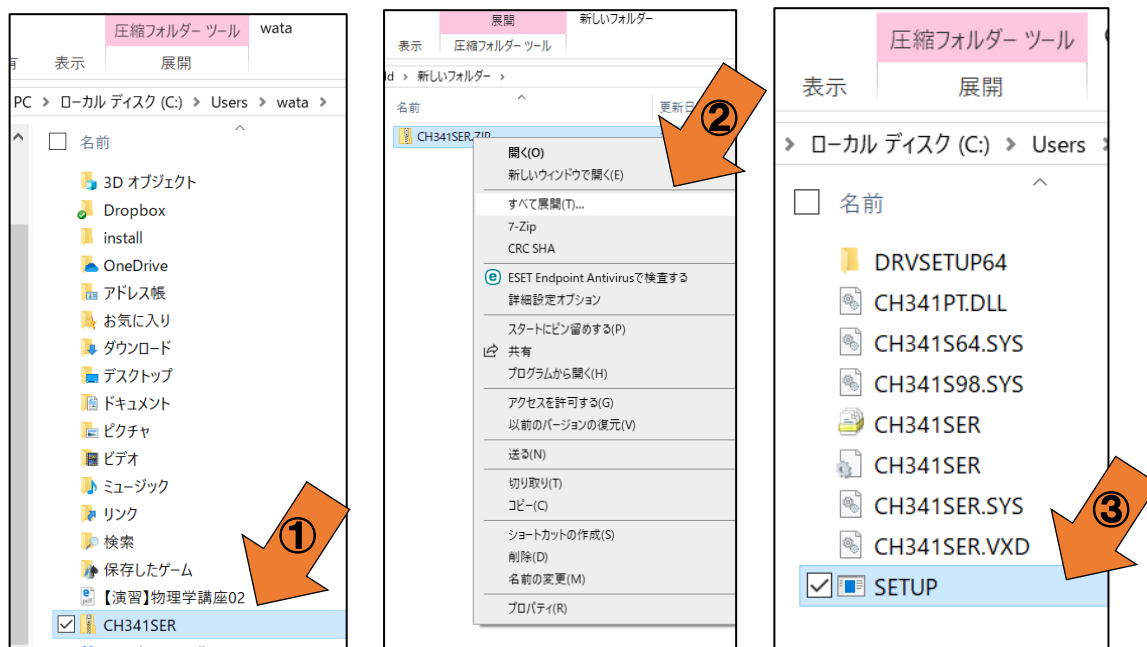 圧縮フォルダー ツール wata
表示 展開
PC › ローカル ディスク (C:) › Users › wata ›
名前
3D オブジェクト
Dropbox
install
OneDrive
アドレス帳
お気に入り
ダウンロード
デスクトップ
ドキュメント
ピクチャ
ビデオ
ミュージック
リンク
検索
保存したゲーム
【演習】物理学講座02
CH341SER
①
展開 新しいフォルダー
表示 圧縮フォルダー ツール
ld › 新しいフォルダー ›
名前 更新日
CH341SER.ZIP
②
開く(O)
新しいウィンドウで開く(E)
すべて展開(T)...
7-Zip
CRC SHA
ESET Endpoint Antivirusで検査する
詳細設定オプション
スタートにピン留めする(P)
共有
プログラムから開く(H)
アクセスを許可する(G)
以前のバージョンの復元(V)
送る(N)
切り取り(T)
コピー(C)
ショートカットの作成(S)
削除(D)
名前の変更(M)
プロパティ(R)
圧縮フォルダー ツール
表示 展開
› ローカル ディスク (C:) › Users ›
名前
DRVSETUP64
CH341PT.DLL
CH341S64.SYS
CH341S98.SYS
CH341SER
CH341SER
CH341SER.SYS
CH341SER.VXD
SETUP
③